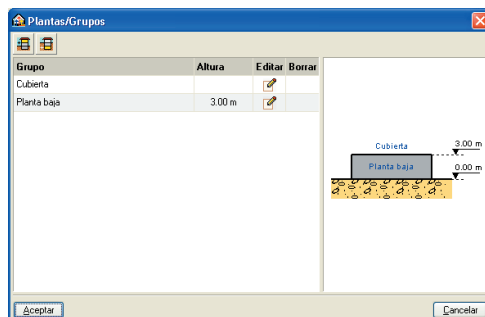 Plantas/Grupos
Grupo Altura Editar Borrar
Cubierta
Planta baja 3.00 m
Cubierta 3.00 m
Planta baja 0.00 m
Aceptar Cancelar